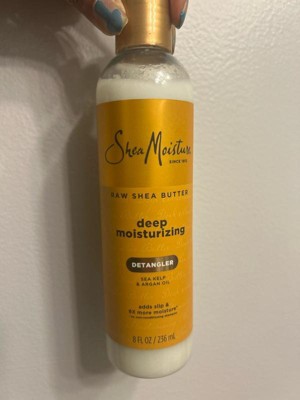 SheaMoisture
SINCE 1912
RAW SHEA BUTTER
deep
moisturizing
DETANGLER
SEA KELP
& ARGAN OIL
adds slip &
8X more moisture*
8 FL OZ / 236 mL